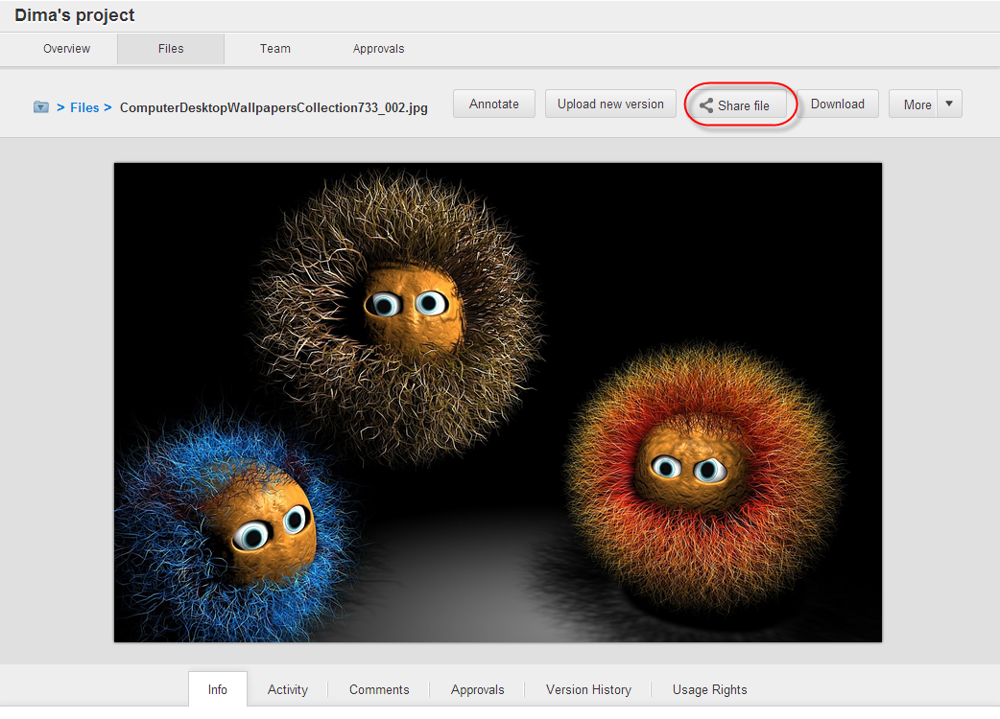 Dima's project
Overview Files Team Approvals
> Files > ComputerDesktopWallpapersCollection733_002.jpg Annotate Upload new version Share file Download More
Info Activity Comments Approvals Version History Usage Rights